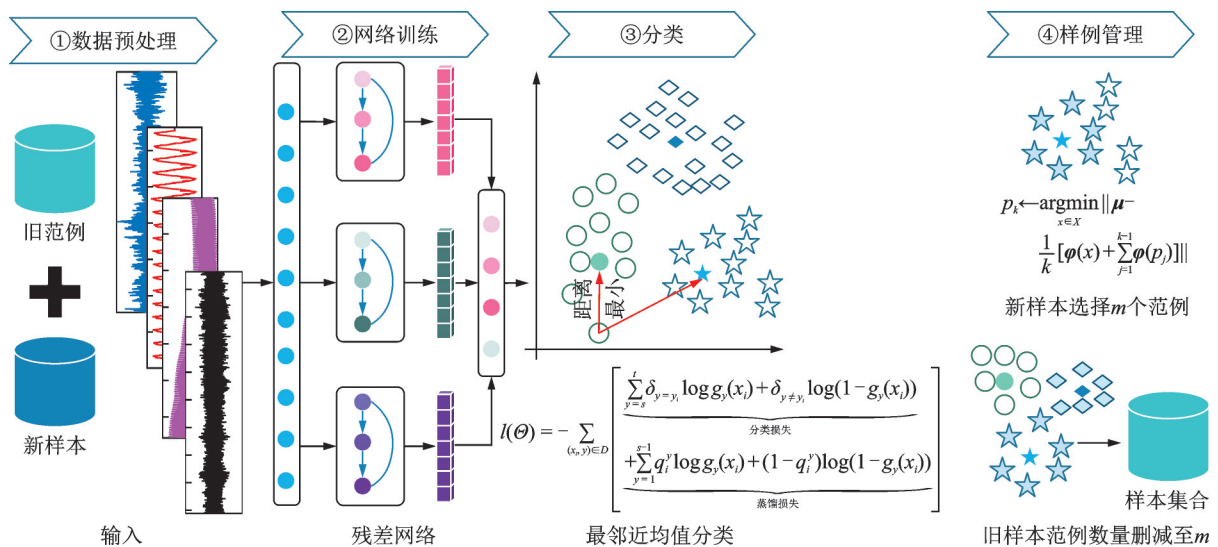 ①数据预处理
②网络训练
③分类
④样例管理
旧范例
新样本
输入
残差网络
距离
最小
l(Θ) = −∑_{(x_i, y)∈D} [∑_{y=s}^{t} δ_{y=y_i} log g_y(x_i) + δ_{y≠y_i} log(1−g_y(x_i))
分类损失
+∑_{y=1}^{s−1} q_i^y log g_y(x_i) + (1−q_i^y) log(1−g_y(x_i))]
蒸馏损失
最邻近均值分类
p_k←argmin_{x∈X} ‖μ−
1/k [φ(x)+∑_{j=1}^{k−1} φ(p_j)]‖
新样本选择m个范例
样本集合
旧样本范例数量删减至m